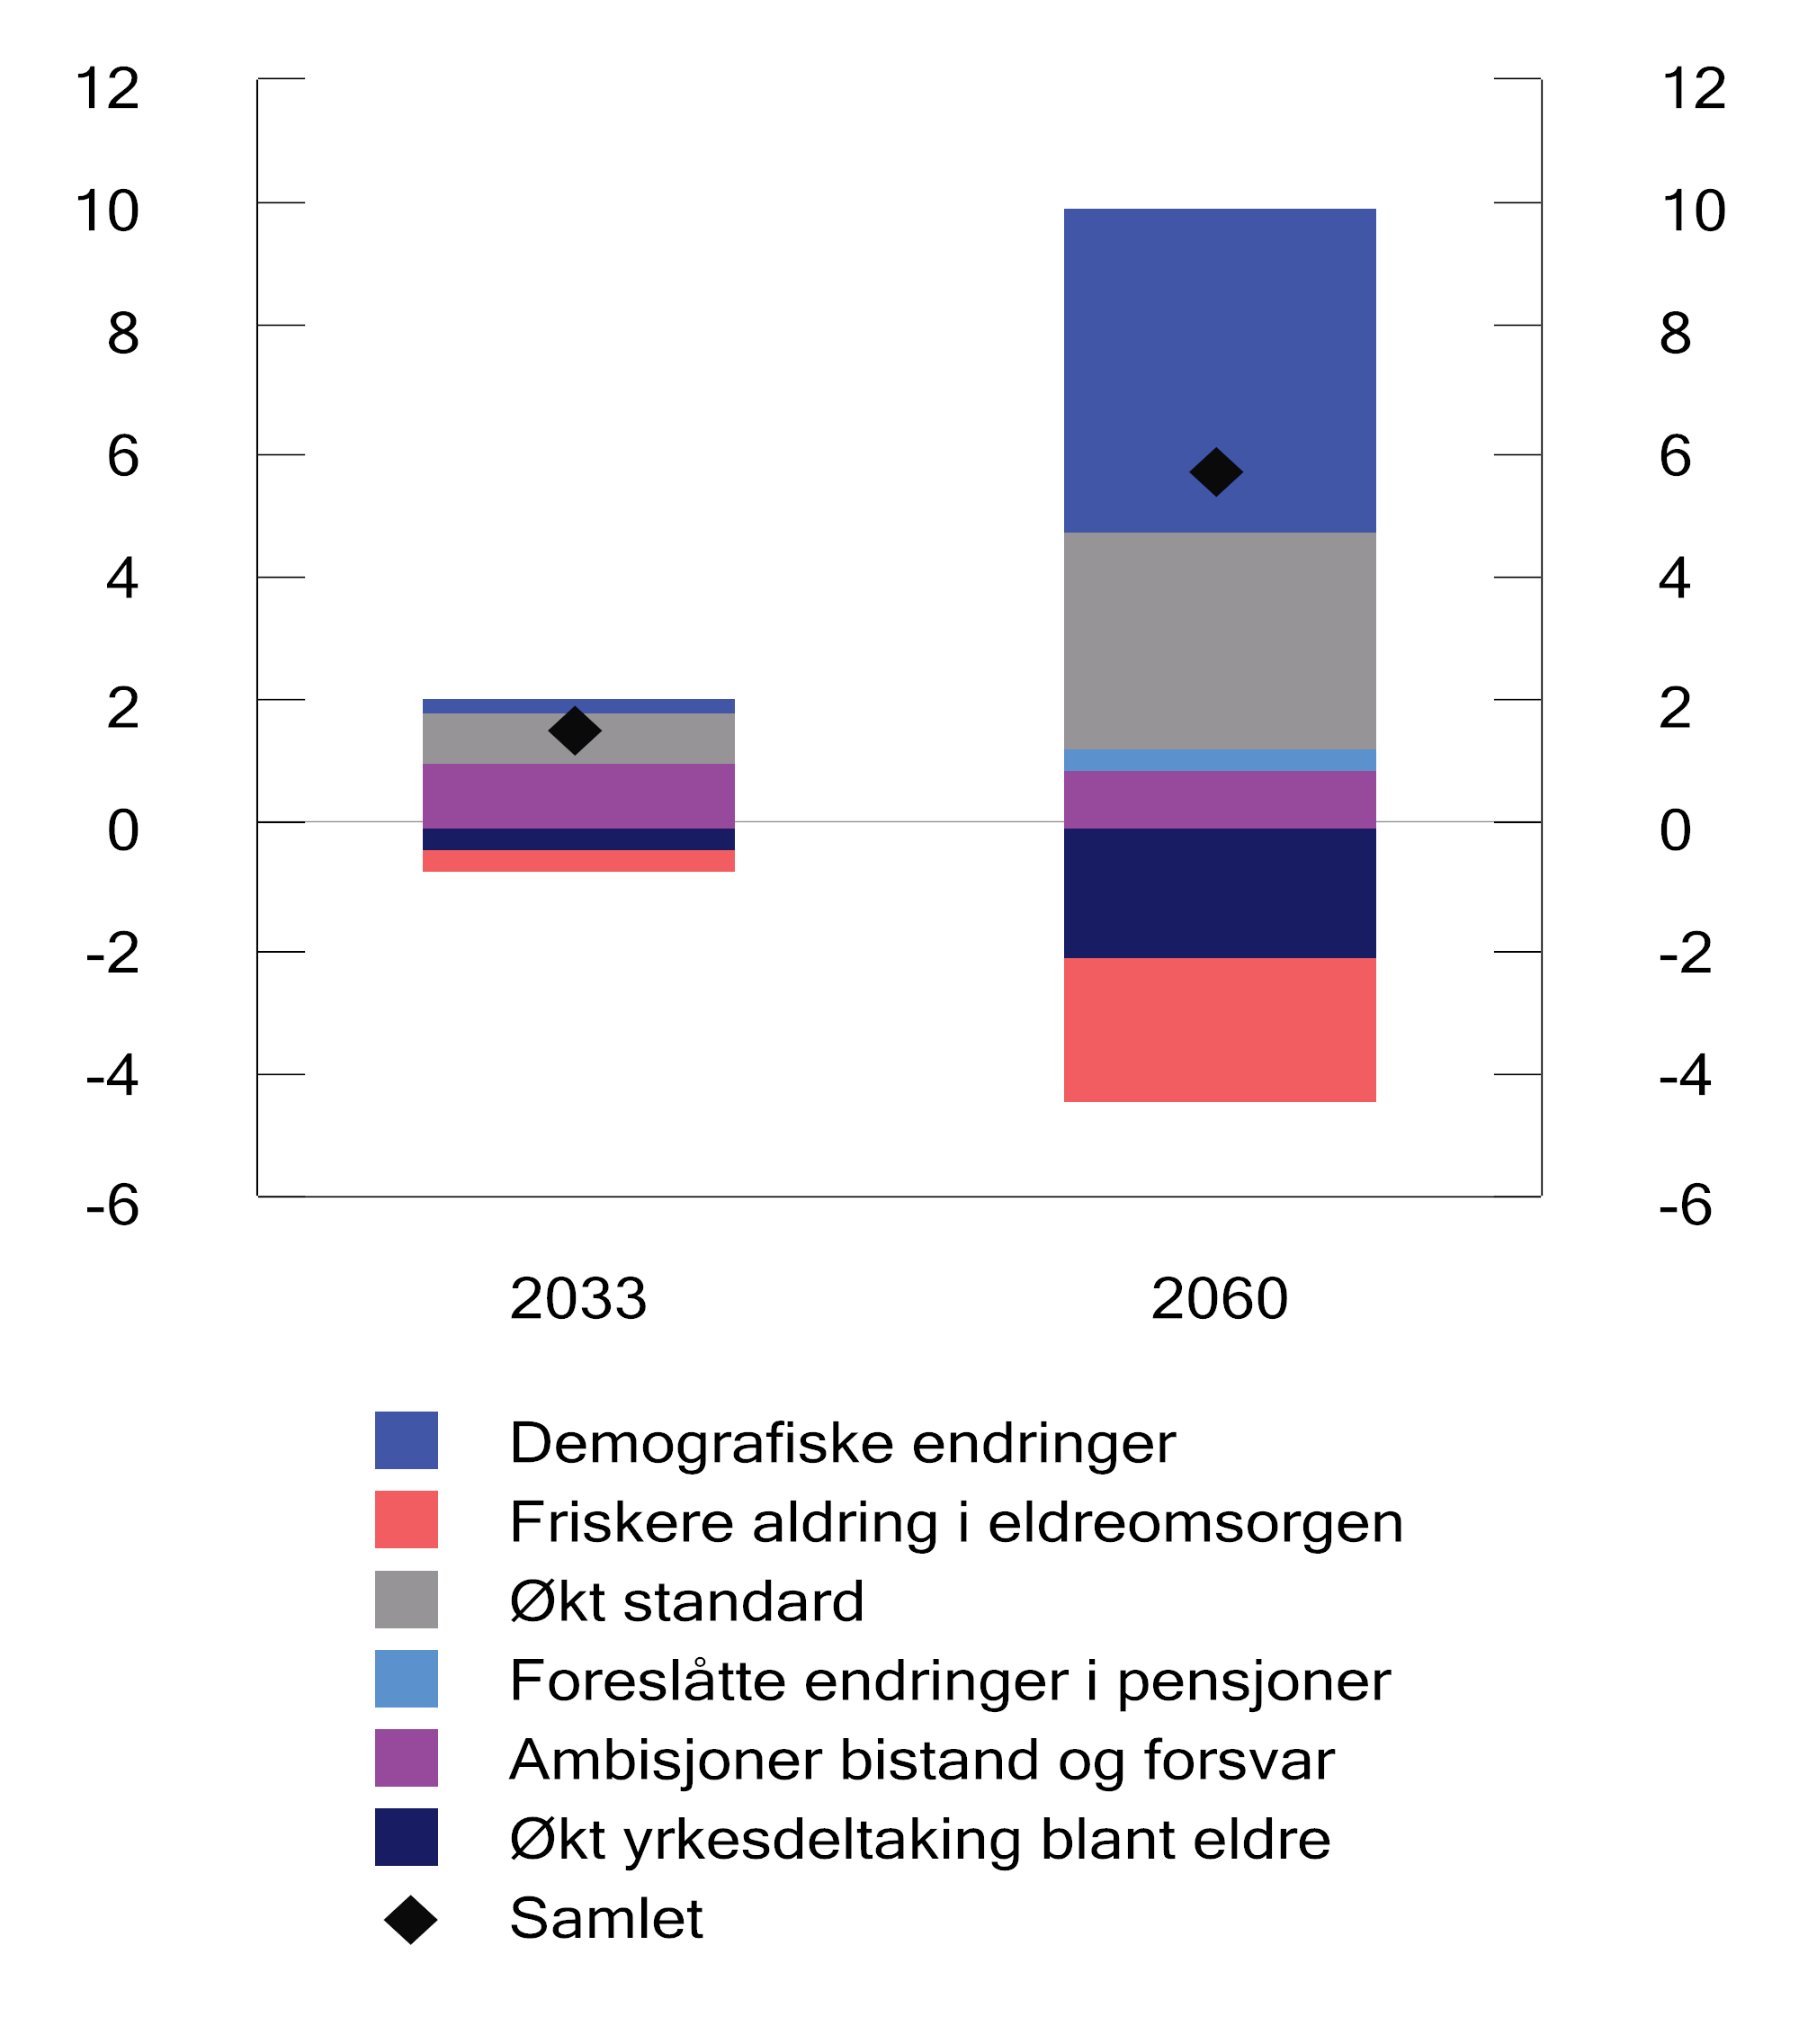 12 12
10 10
8 8
6 6
4 4
2 2
0 0
-2 -2
-4 -4
-6 -6
2033 2060
Demografiske endringer
Friskere aldring i eldreomsorgen
Økt standard
Foreslåtte endringer i pensjoner
Ambisjoner bistand og forsvar
Økt yrkesdeltaking blant eldre
Samlet